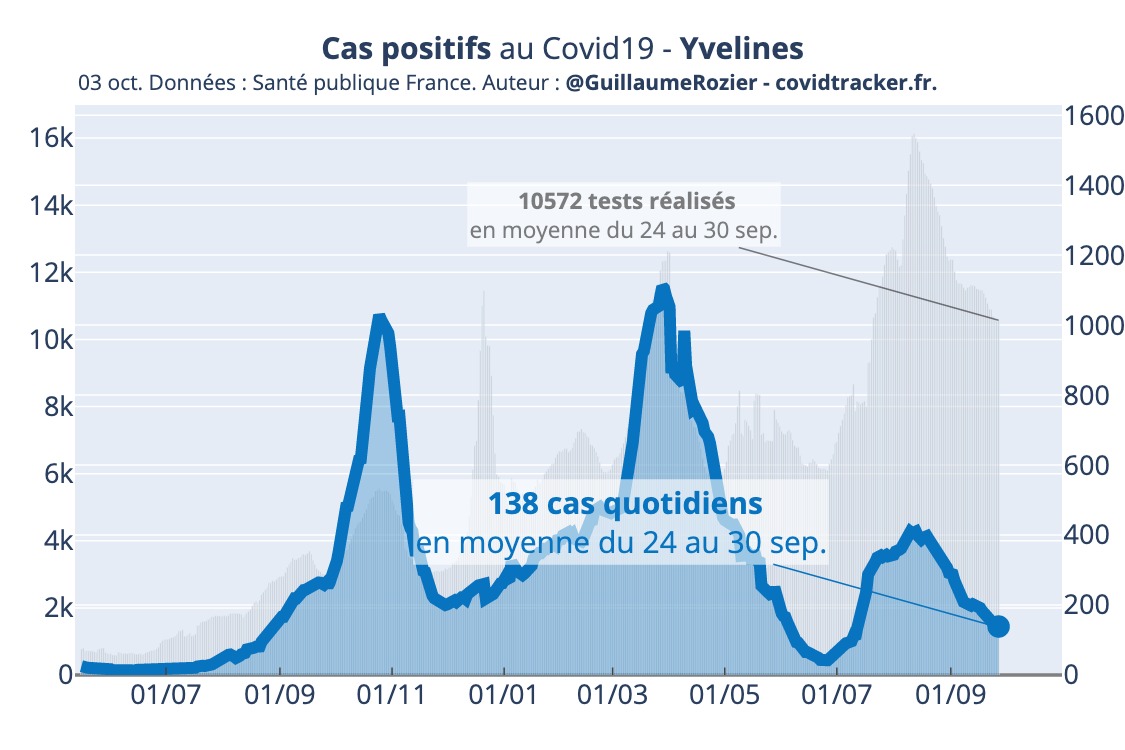 Cas positifs au Covid19 - Yvelines
03 oct. Données : Santé publique France. Auteur : @GuillaumeRozier - covidtracker.fr.
1600
16k
1400
14k
10572 tests réalisés
en moyenne du 24 au 30 sep.
1200
12k
1000
10k
800
8k
600
6k
138 cas quotidiens
en moyenne du 24 au 30 sep.
400
4k
200
2k
0
0
01/07 01/09 01/11 01/01 01/03 01/05 01/07 01/09